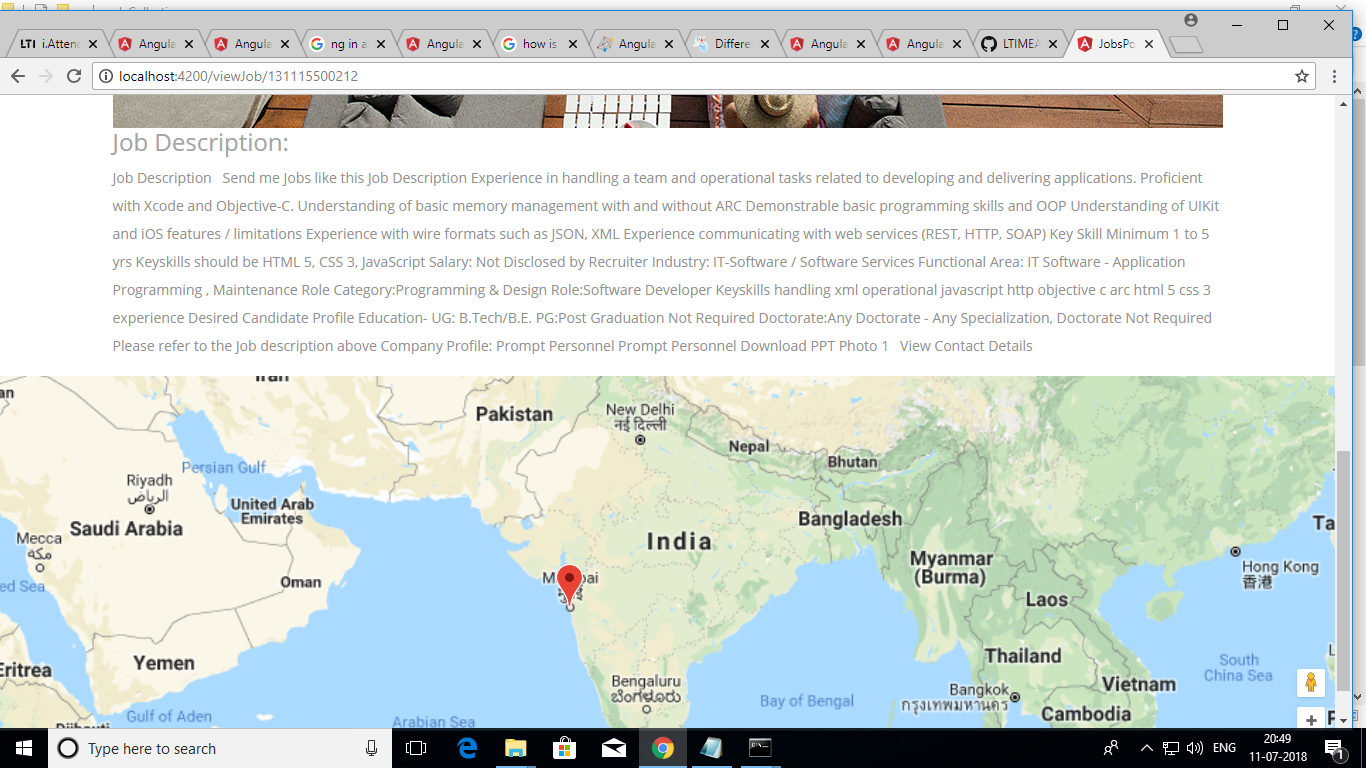 LTI i.Atten
Angula
Angula
ng in a
Angula
how is
Angula
Differe
Angula
Angula
LTIMEA
JobsPo
localhost:4200/viewJob/131115500212
Job Description:
Job Description Send me Jobs like this Job Description Experience in handling a team and operational tasks related to developing and delivering applications. Proficient
with Xcode and Objective-C. Understanding of basic memory management with and without ARC Demonstrable basic programming skills and OOP Understanding of UIKit
and iOS features / limitations Experience with wire formats such as JSON, XML Experience communicating with web services (REST, HTTP, SOAP) Key Skill Minimum 1 to 5
yrs Keyskills should be HTML 5, CSS 3, JavaScript Salary: Not Disclosed by Recruiter Industry: IT-Software / Software Services Functional Area: IT Software - Application
Programming , Maintenance Role Category:Programming & Design Role:Software Developer Keyskills handling xml operational javascript http objective c arc html 5 css 3
experience Desired Candidate Profile Education- UG: B.Tech/B.E. PG:Post Graduation Not Required Doctorate:Any Doctorate - Any Specialization, Doctorate Not Required
Please refer to the Job description above Company Profile: Prompt Personnel Prompt Personnel Download PPT Photo 1 View Contact Details
an
Iran
Pakistan
New Delhi
नई दिल्ली
Nepal
Bhutan
Persian Gulf
Riyadh
الرياض
United Arab
Emirates
Saudi Arabia
Mecca
مكة
ed Sea
Oman
India
Bangladesh
Myanmar
(Burma)
Ta
Hong Kong
香港
Laos
Eritrea
Yemen
Thailand
Vietnam
South
China Sea
Bengaluru
ಬೆಂಗಳೂರು
Bay of Bengal
Bangkok
กรุงเทพมหานคร
Cambodia
Gulf of Aden
Arabian Sea
Djibouti
Type here to search
ENG
20:49
11-07-2018
1